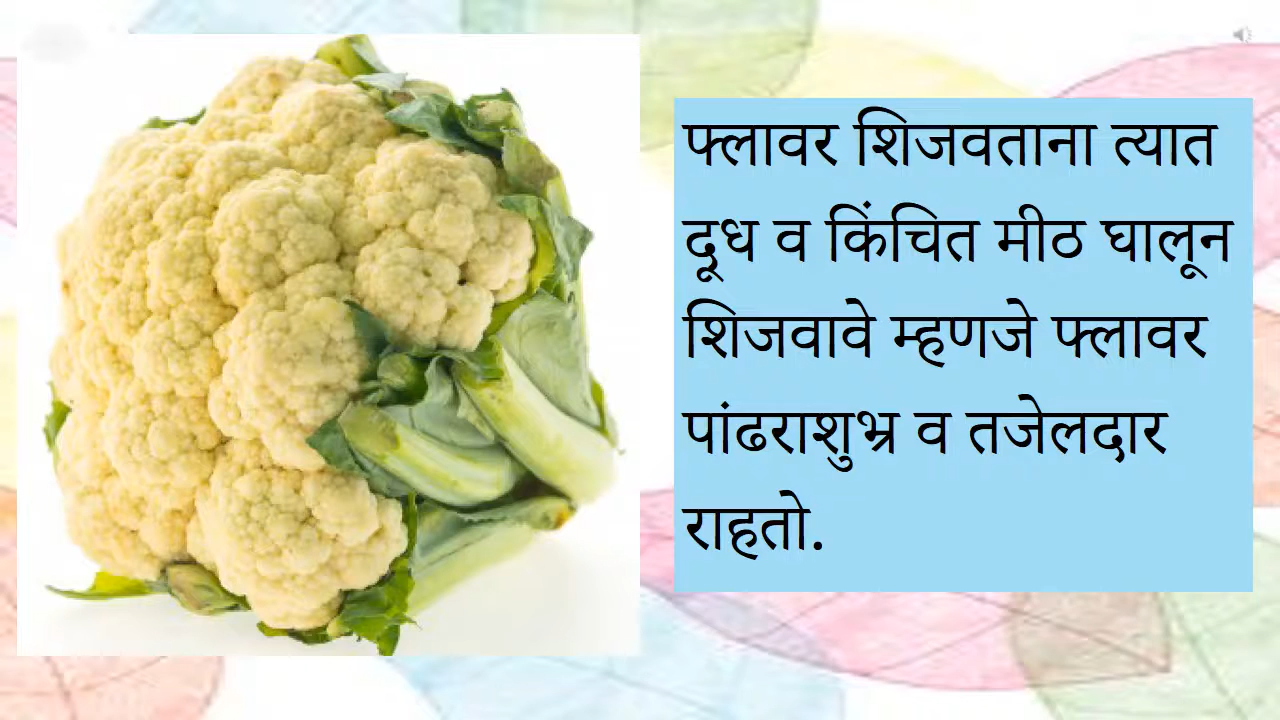 फ्लावर शिजवताना त्यात
दूध व किंचित मीठ घालून
शिजवावे म्हणजे फ्लावर
पांढराशुभ्र व तजेलदार
राहतो.